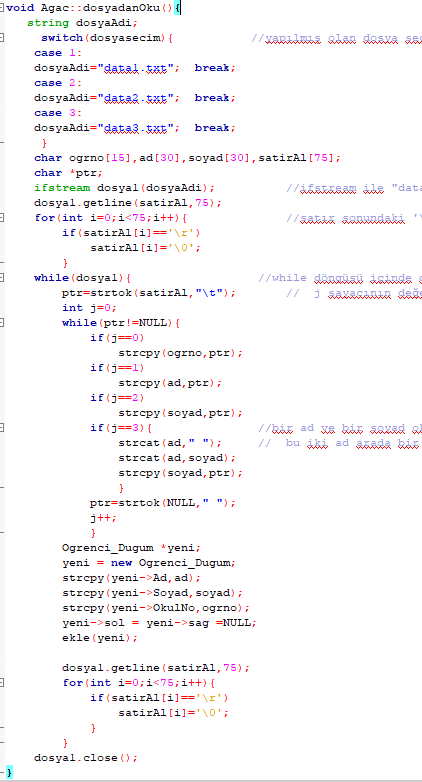 void Agac::dosyadanOku(){
string dosyaAdi;
switch(dosyasecim){ //yapılmış olan dosya seç
case 1:
dosyaAdi="data1.txt"; break;
case 2:
dosyaAdi="data2.txt"; break;
case 3:
dosyaAdi="data3.txt"; break;
}
char ogrno[15],ad[30],soyad[30],satirAl[75];
char *ptr;
ifstream dosyal(dosyaAdi); //ifstream ile "data
dosyal.getline(satirAl,75);
for(int i=0;i<75;i++){ //satır sonundaki '
if(satirAl[i]=='\r')
satirAl[i]='\0';
}
while(dosyal){ //while döngüsü içinde
ptr=strtok(satirAl,"\t"); // j sayacının değe
int j=0;
while(ptr!=NULL){
if(j==0)
strcpy(ogrno,ptr);
if(j==1)
strcpy(ad,ptr);
if(j==2)
strcpy(soyad,ptr);
if(j==3){ //bir ad ve bir soyad ol
strcat(ad," "); // bu iki ad arada bir
strcat(ad,soyad);
strcpy(soyad,ptr);
}
ptr=strtok(NULL," ");
j++;
}
Ogrenci_Dugum *yeni;
yeni = new Ogrenci_Dugum;
strcpy(yeni->Ad,ad);
strcpy(yeni->Soyad,soyad);
strcpy(yeni->OkulNo,ogrno);
yeni->sol = yeni->sag =NULL;
ekle(yeni);
dosyal.getline(satirAl,75);
for(int i=0;i<75;i++){
if(satirAl[i]=='\r')
satirAl[i]='\0';
}
}
dosyal.close();
}